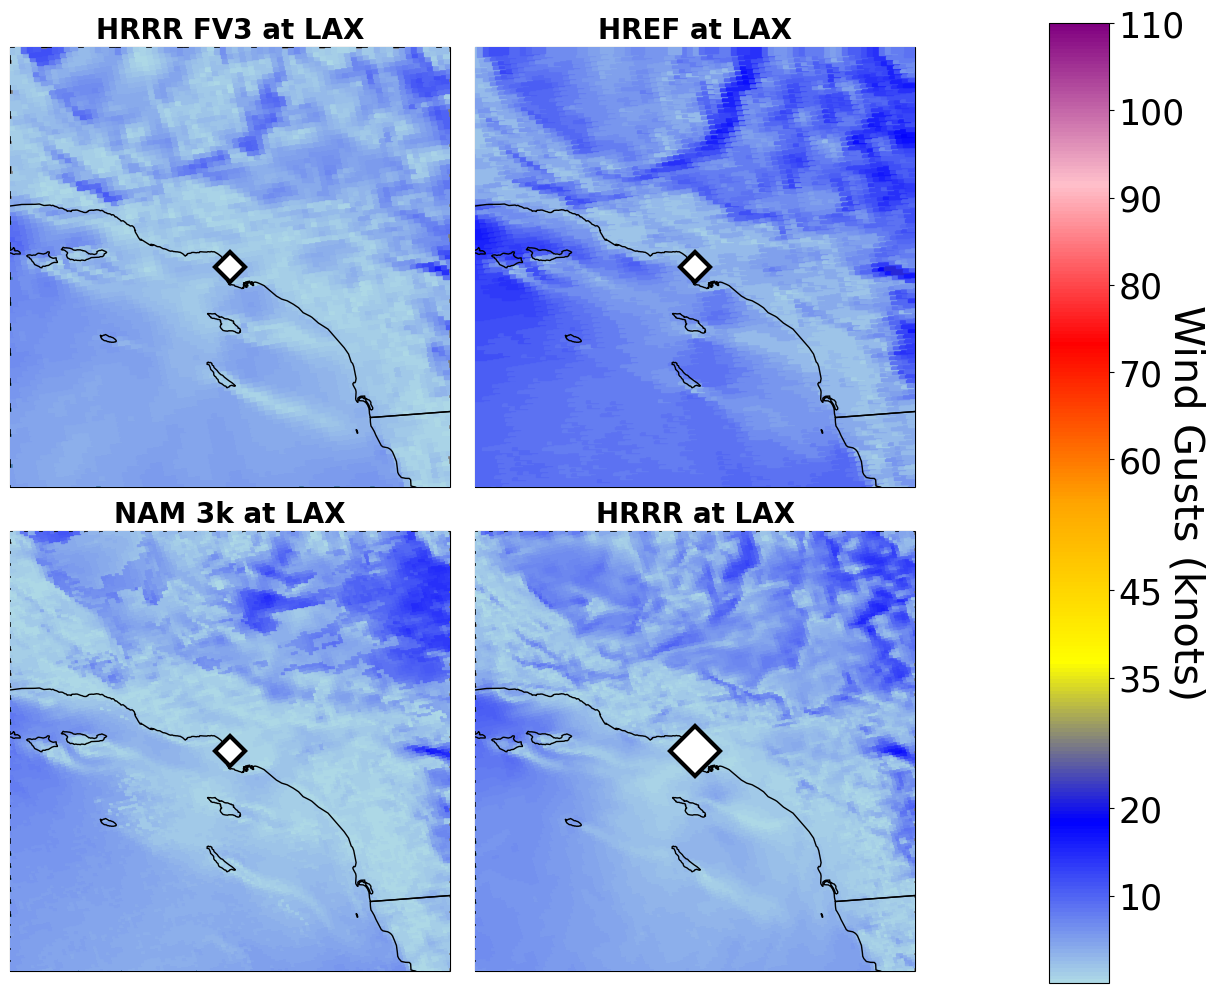 HRRR FV3 at LAX
HREF at LAX
NAM 3k at LAX
HRRR at LAX
110
100
90
80
70
60
45
35
20
10
Wind Gusts (knots)